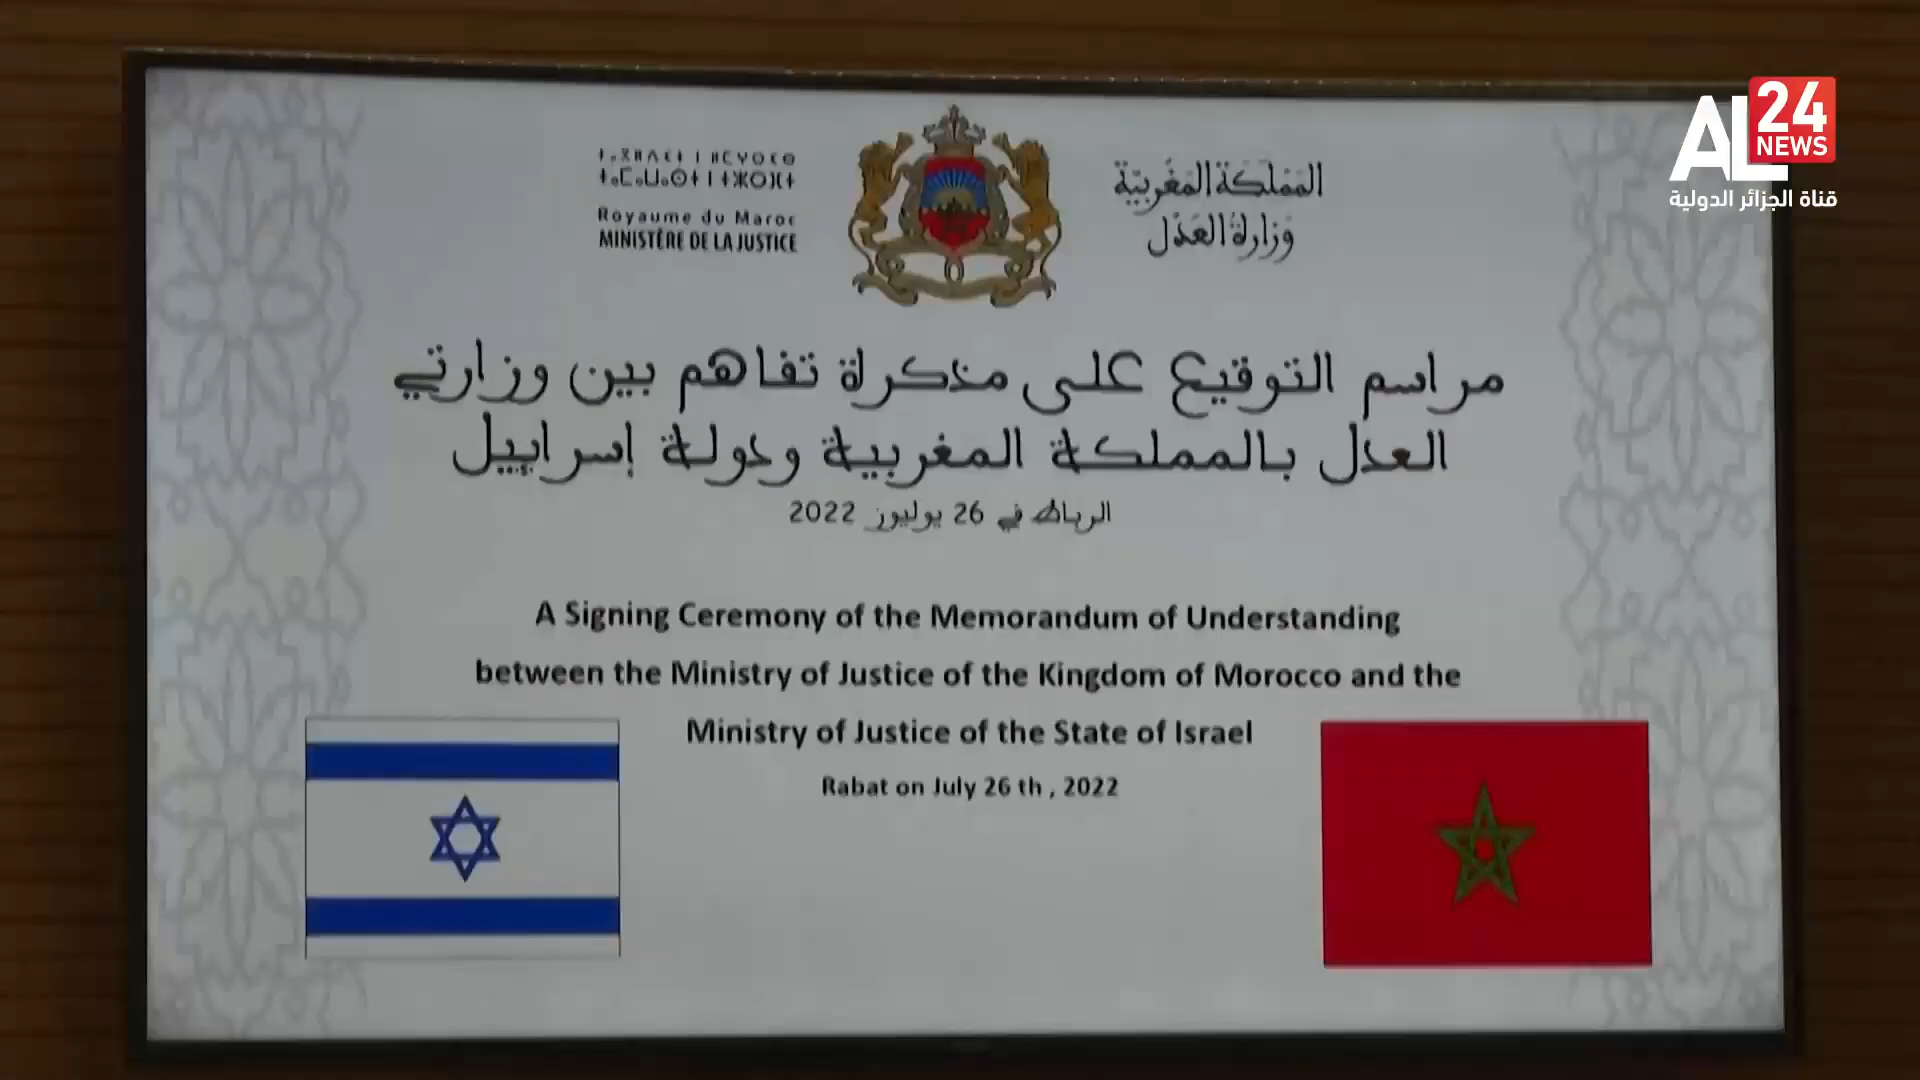 AL
24
NEWS
قناة الجزائر الدولية
ⵜⴰⴳⵍⴷⵉⵜ ⵏ ⵍⵎⵖⵔⵉⴱ
ⵜⴰⵎⴰⵡⴰⵙⵜ ⵏ ⵜⵣⵔⴼⵜ
Royaume du Maroc
MINISTÈRE DE LA JUSTICE
المملكة المغربية
وزارة العدل
مراسم التوقيع على مذكرة تفاهم بين وزارتي
العدل بالمملكة المغربية ودولة إسرائيل
الرباط في 26 يوليوز 2022
A Signing Ceremony of the Memorandum of Understanding
between the Ministry of Justice of the Kingdom of Morocco and the
Ministry of Justice of the State of Israel
Rabat on July 26 th , 2022